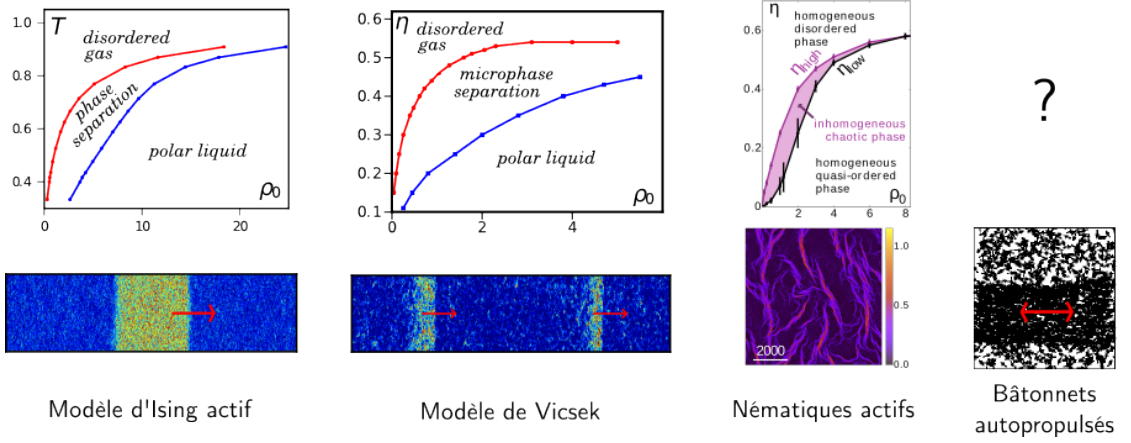 T
disordered
gas
phase
separation
polar liquid
ρ0
1.0
0.8
0.6
0.4
0
10
20
η
disordered
gas
microphase
separation
polar liquid
ρ0
0.6
0.5
0.4
0.3
0.2
0.1
0
2
4
η
homogeneous
disordered
phase
ηhigh
ηlow
inhomogeneous
chaotic phase
homogeneous
quasi-ordered
phase
ρ0
0.6
0.4
0.2
0
2
4
6
8
?
2000
1.0
0.5
0.0
Modèle d'Ising actif
Modèle de Vicsek
Nématiques actifs
Bâtonnets
autopropulsés